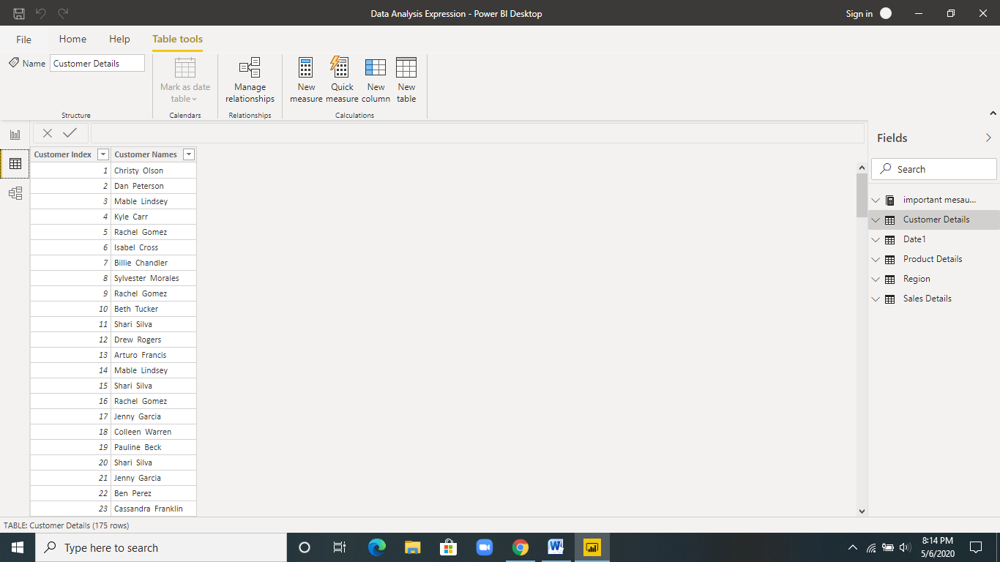 Data Analysis Expression - Power BI Desktop
Sign in
File
Home
Help
Table tools
Name
Customer Details
Mark as date
table
Manage
relationships
New
measure
Quick
measure
New
column
New
table
Structure
Calendars
Relationships
Calculations
Fields
Search
important mesau...
Customer Details
Date1
Product Details
Region
Sales Details
Customer Index Customer Names
1 Christy Olson
2 Dan Peterson
3 Mable Lindsey
4 Kyle Carr
5 Rachel Gomez
6 Isabel Cross
7 Billie Chandler
8 Sylvester Morales
9 Rachel Gomez
10 Beth Tucker
11 Shari Silva
12 Drew Rogers
13 Arturo Francis
14 Mable Lindsey
15 Shari Silva
16 Rachel Gomez
17 Jenny Garcia
18 Colleen Warren
19 Pauline Beck
20 Shari Silva
21 Jenny Garcia
22 Ben Perez
23 Cassandra Franklin
TABLE: Customer Details (175 rows)
Type here to search
8:14 PM
5/6/2020